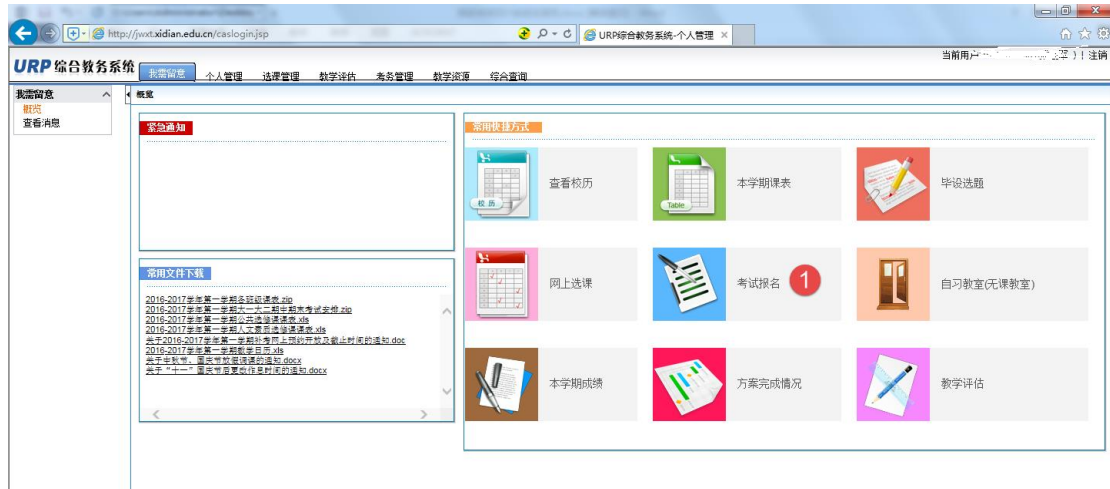 http://jwxt.xidian.edu.cn/caslogin.jsp
URP综合教务系统-个人管理
当前用户
）| 注销
URP 综合教务系统
我需留意 个人管理 选课管理 教学评估 考务管理 教学资源 综合查询
我需留意
概览
查看消息
概览
紧急通知
常用文件下载
2016-2017学年第一学期各班级课表.zip
2016-2017学年第一学期大一大二期中期末考试安排.zip
2016-2017学年第一学期公共选修课课表.xls
2016-2017学年第一学期人文素质选修课课表.xls
关于2016-2017学年第一学期补考网上预约开放及截止时间的通知.doc
2016-2017学年第一学期教学日历.xls
关于中秋节、国庆节放假调课的通知.docx
关于“十一”国庆节后更改作息时间的通知.docx
常用快捷方式
校历
查看校历
Table
本学期课表
毕设选题
网上选课
考试报名
1
自习教室(无课教室)
本学期成绩
方案完成情况
教学评估